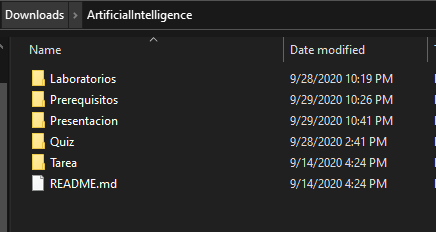 Downloads > ArtificialIntelligence
Name Date modified
Laboratorios 9/28/2020 10:19 PM
Prerequisitos 9/29/2020 10:26 PM
Presentacion 9/29/2020 10:41 PM
Quiz 9/28/2020 2:41 PM
Tarea 9/14/2020 4:24 PM
README.md 9/14/2020 4:24 PM